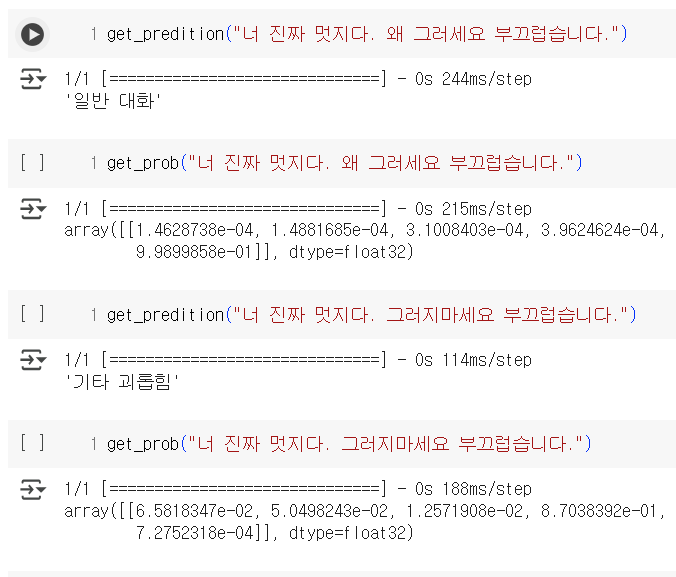 1 get_predition("너 진짜 멋지다. 왜 그러세요 부끄럽습니다.")
1/1 [==============================] - 0s 244ms/step
'일반 대화'
[ ] 1 get_prob("너 진짜 멋지다. 왜 그러세요 부끄럽습니다.")
1/1 [==============================] - 0s 215ms/step
array([[1.4628738e-04, 1.4881685e-04, 3.1008403e-04, 3.9624624e-04,
9.9899858e-01]], dtype=float32)
[ ] 1 get_predition("너 진짜 멋지다. 그러지마세요 부끄럽습니다.")
1/1 [==============================] - 0s 114ms/step
'기타 괴롭힘'
[ ] 1 get_prob("너 진짜 멋지다. 그러지마세요 부끄럽습니다.")
1/1 [==============================] - 0s 188ms/step
array([[6.5818347e-02, 5.0498243e-02, 1.2571908e-02, 8.7038392e-01,
7.2752318e-04]], dtype=float32)